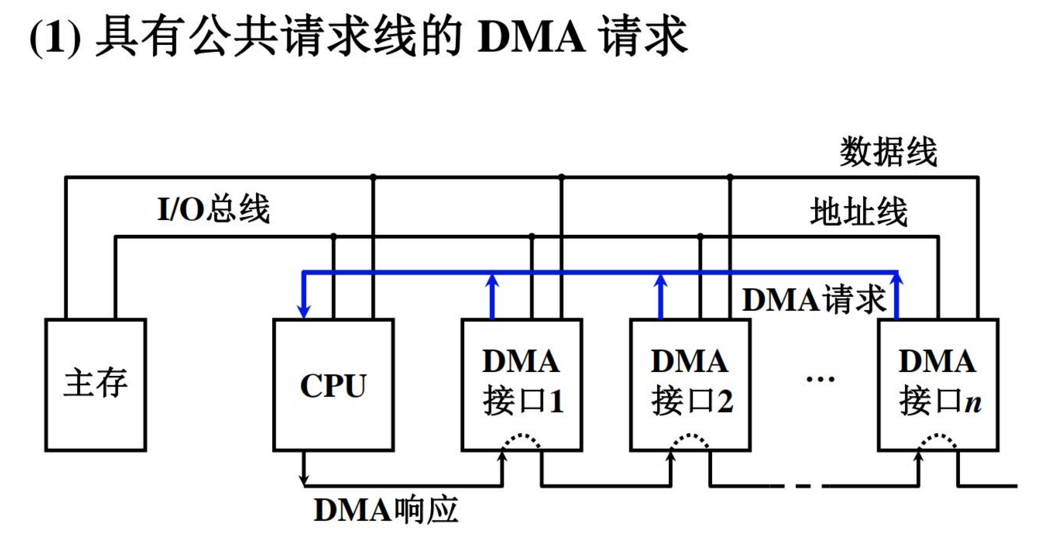 (1) 具有公共请求线的 DMA 请求
数据线
I/O总线
地址线
DMA请求
主存
CPU
DMA
接口1
DMA
接口2
…
DMA
接口n
DMA响应